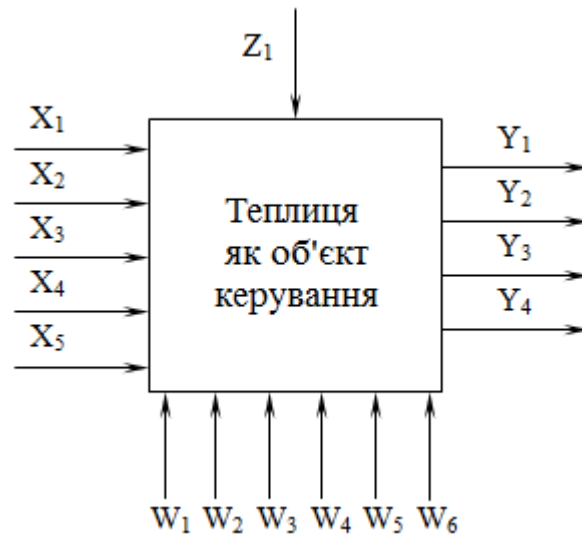 Z₁
X₁
X₂
X₃
X₄
X₅
Теплиця
як об'єкт
керування
Y₁
Y₂
Y₃
Y₄
W₁ W₂ W₃ W₄ W₅ W₆